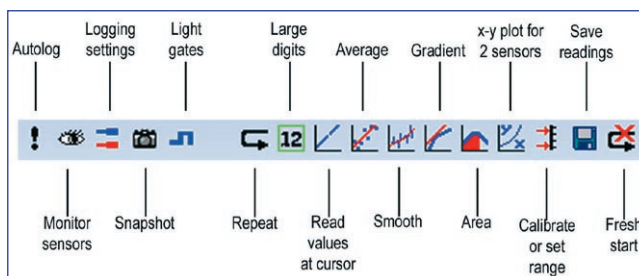 Autolog
Logging
settings
Light
gates
Large
digits
Average
Gradient
x-y plot for
2 sensors
Save
readings
12
Monitor
sensors
Snapshot
Repeat
Read
values
at cursor
Smooth
Area
Calibrate
or set
range
Fresh
start